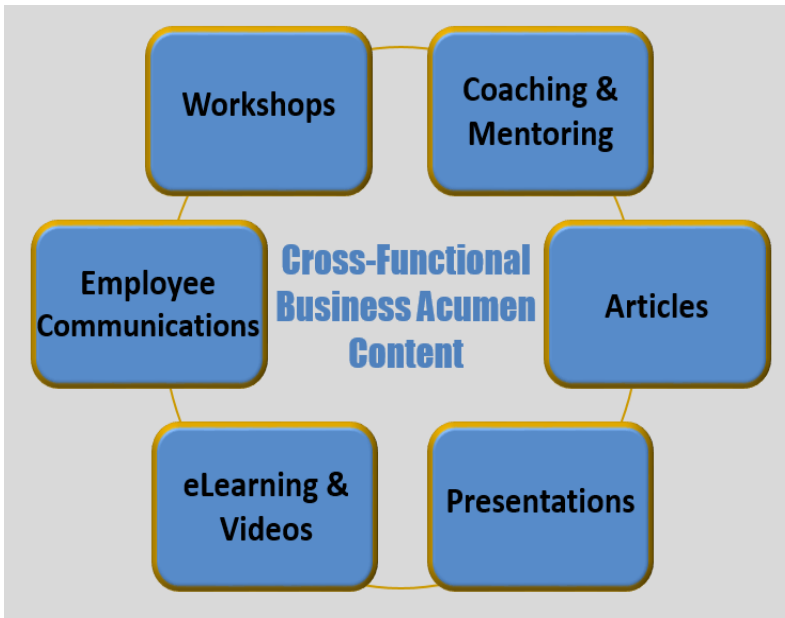 Workshops
Coaching &
Mentoring
Employee
Communications
Cross-Functional
Business Acumen
Content
Articles
eLearning &
Videos
Presentations